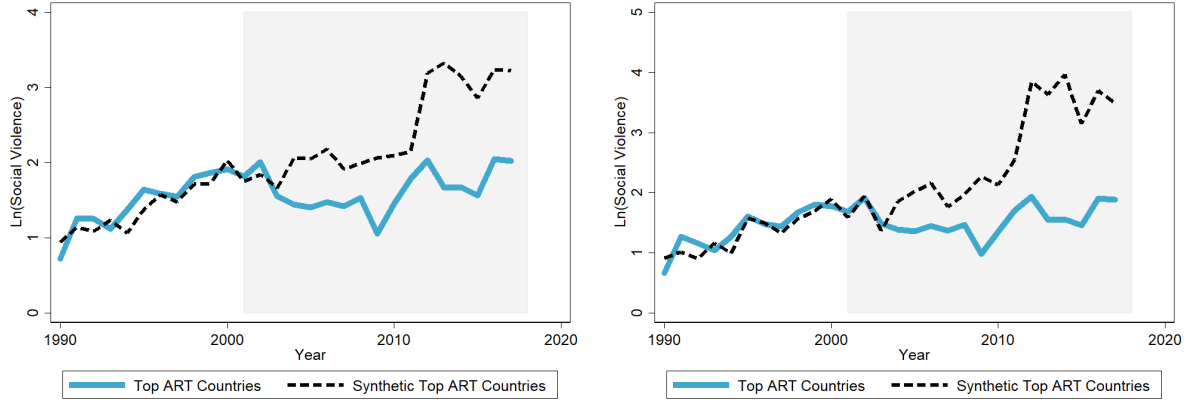 Ln(Social Violence)
4
3
2
1
0
1990 2000 2010 2020
Year
Top ART Countries Synthetic Top ART Countries
Ln(Social Violence)
5
4
3
2
1
0
1990 2000 2010 2020
Year
Top ART Countries Synthetic Top ART Countries